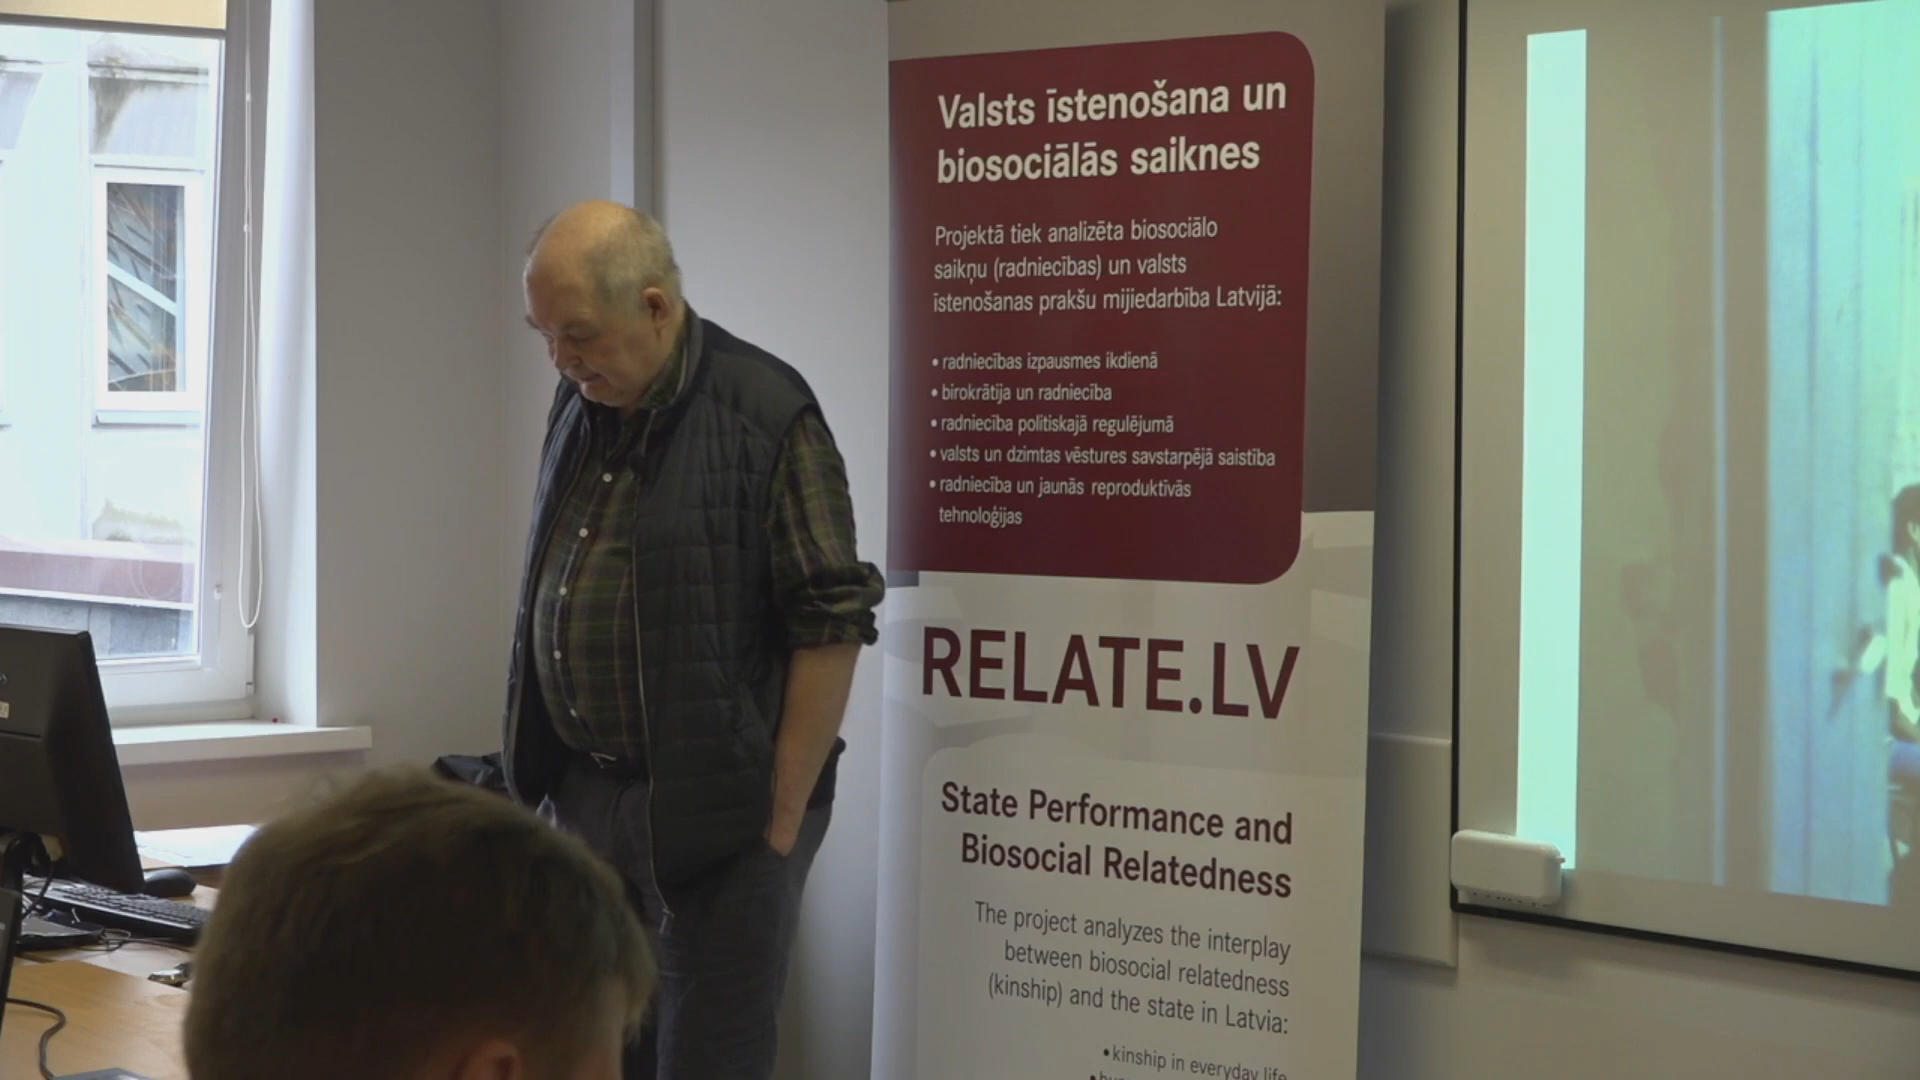 Valsts īstenošana un
biosociālās saiknes
Projektā tiek analizēta biosociālo
saikņu (radniecības) un valsts
īstenošanas prakšu mijiedarbība Latvijā:
• radniecības izpausmes ikdienā
• birokrātija un radniecība
• radniecība politiskajā regulējumā
• valsts un dzimtas vēstures savstarpējā saistība
• radniecība un jaunās reproduktīvās
tehnoloģijas
RELATE.LV
State Performance and
Biosocial Relatedness
The project analyzes the interplay
between biosocial relatedness
(kinship) and the state in Latvia:
• kinship in everyday life